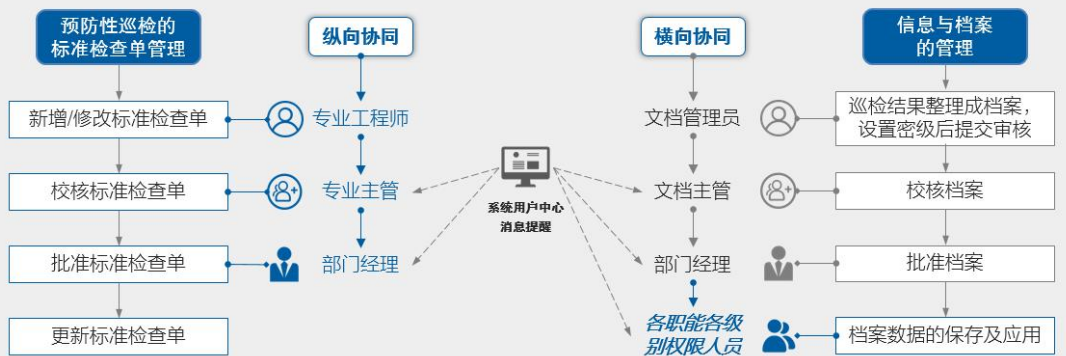 预防性巡检的
标准检查单管理
纵向协同
横向协同
信息与档案
的管理
新增/修改标准检查单
专业工程师
文档管理员
巡检结果整理成档案，
设置密级后提交审核
校核标准检查单
专业主管
系统用户中心
消息提醒
文档主管
校核档案
批准标准检查单
部门经理
部门经理
批准档案
更新标准检查单
各职能各级
别权限人员
档案数据的保存及应用